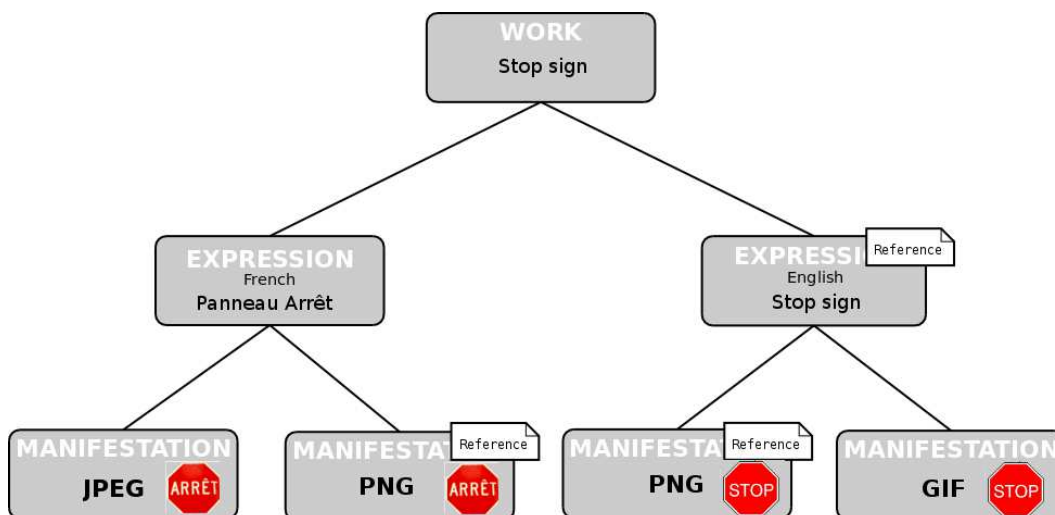 WORK
Stop sign
EXPRESSION
French
Panneau Arrêt
Reference
English
Stop sign
MANIFESTATION
JPEG
ARRÊT
Reference
PNG
ARRÊT
Reference
PNG
STOP
MANIFESTATION
GIF
STOP